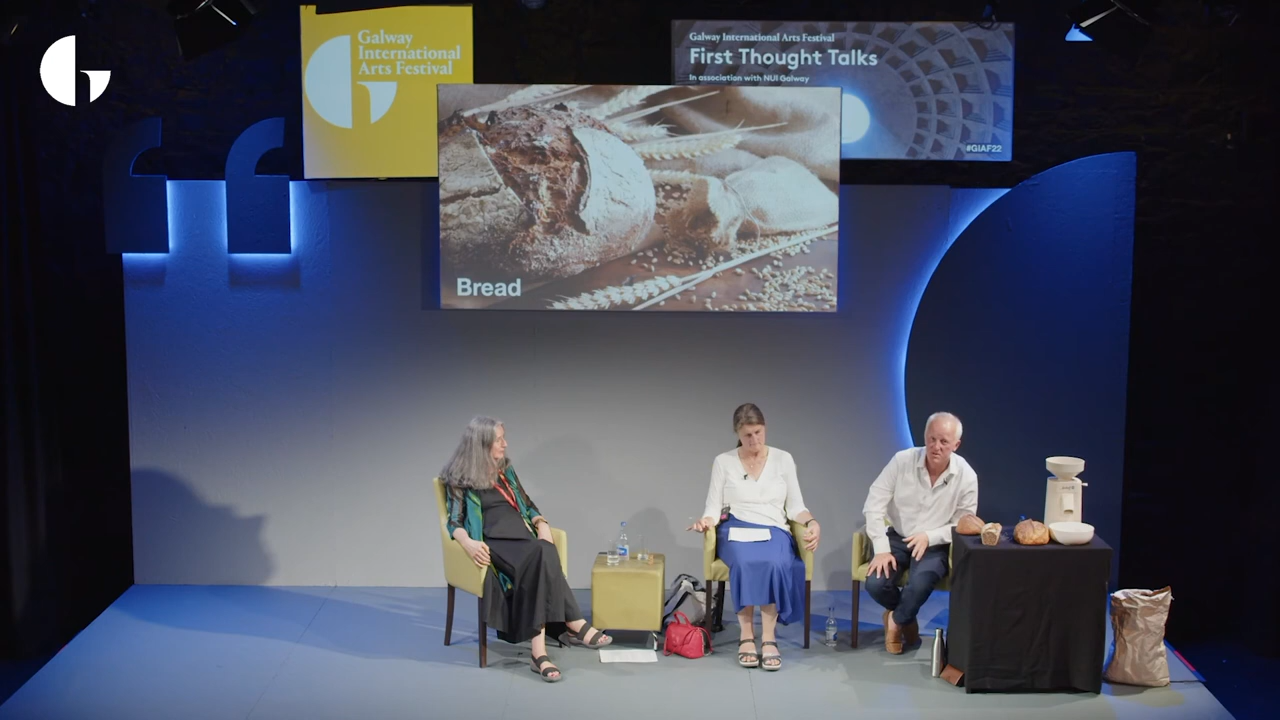 Galway
International
Arts Festival
Galway International Arts Festival
First Thought Talks
In association with NUI Galway
#GIAF22
Bread